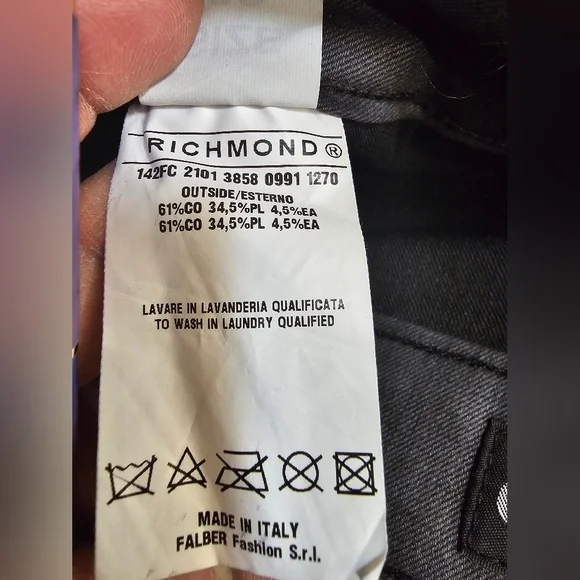 RICHMOND®
142FC 2101 3858 0991 1270
OUTSIDE/ESTERNO
61%CO 34,5%PL 4,5%EA
61%CO 34,5%PL 4,5%EA
LAVARE IN LAVANDERIA QUALIFICATA
TO WASH IN LAUNDRY QUALIFIED
MADE IN ITALY
FALBER Fashion S.r.l.